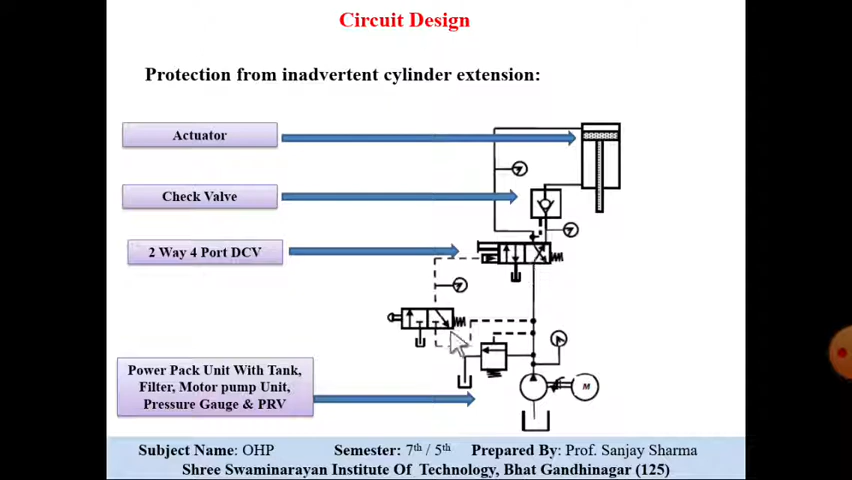 Circuit Design
Protection from inadvertent cylinder extension:
Actuator
Check Valve
2 Way 4 Port DCV
Power Pack Unit With Tank,
Filter, Motor pump Unit,
Pressure Gauge & PRV
M
Subject Name: OHP Semester: 7th / 5th Prepared By: Prof. Sanjay Sharma
Shree Swaminarayan Institute Of Technology, Bhat Gandhinagar (125)